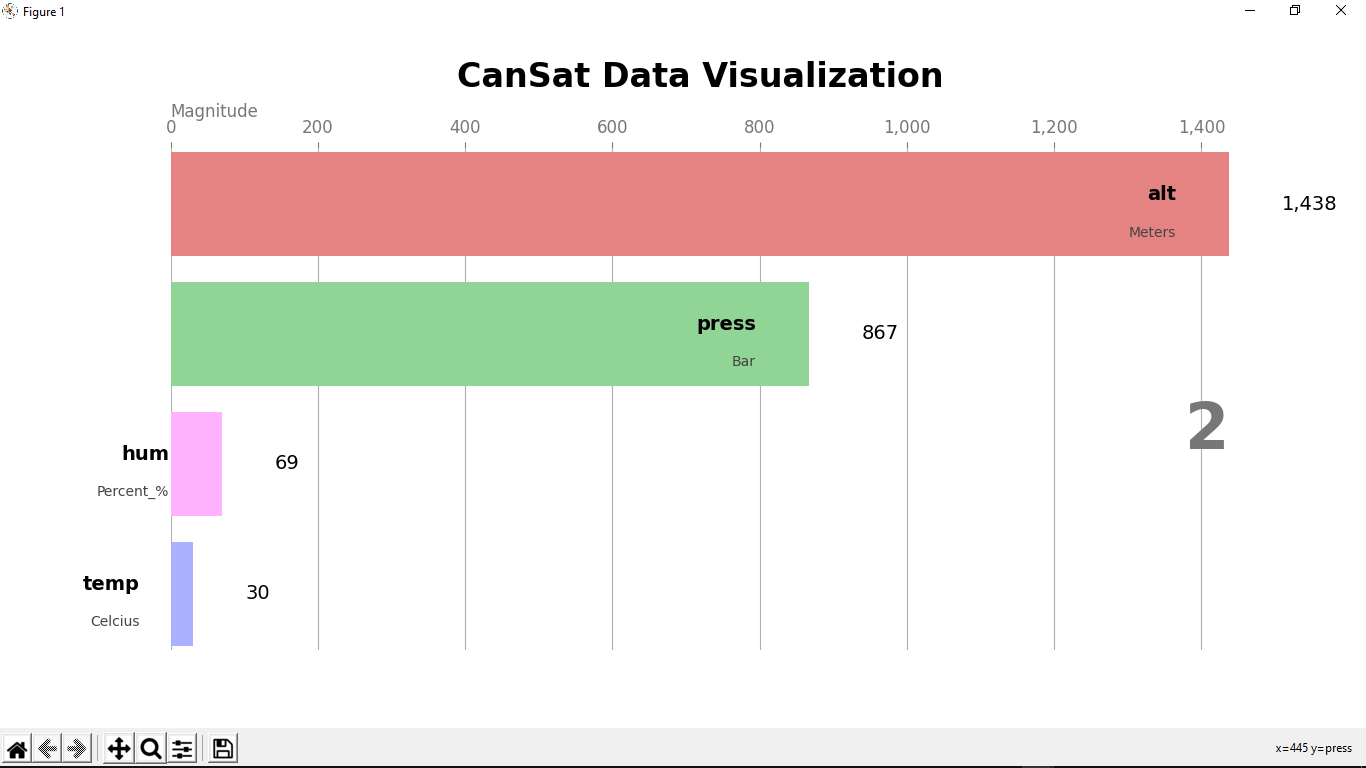 Figure 1
CanSat Data Visualization
Magnitude
0 200 400 600 800 1,000 1,200 1,400
alt
Meters
1,438
press
Bar
867
hum
Percent_%
69
2
temp
Celcius
30
x=445 y=press